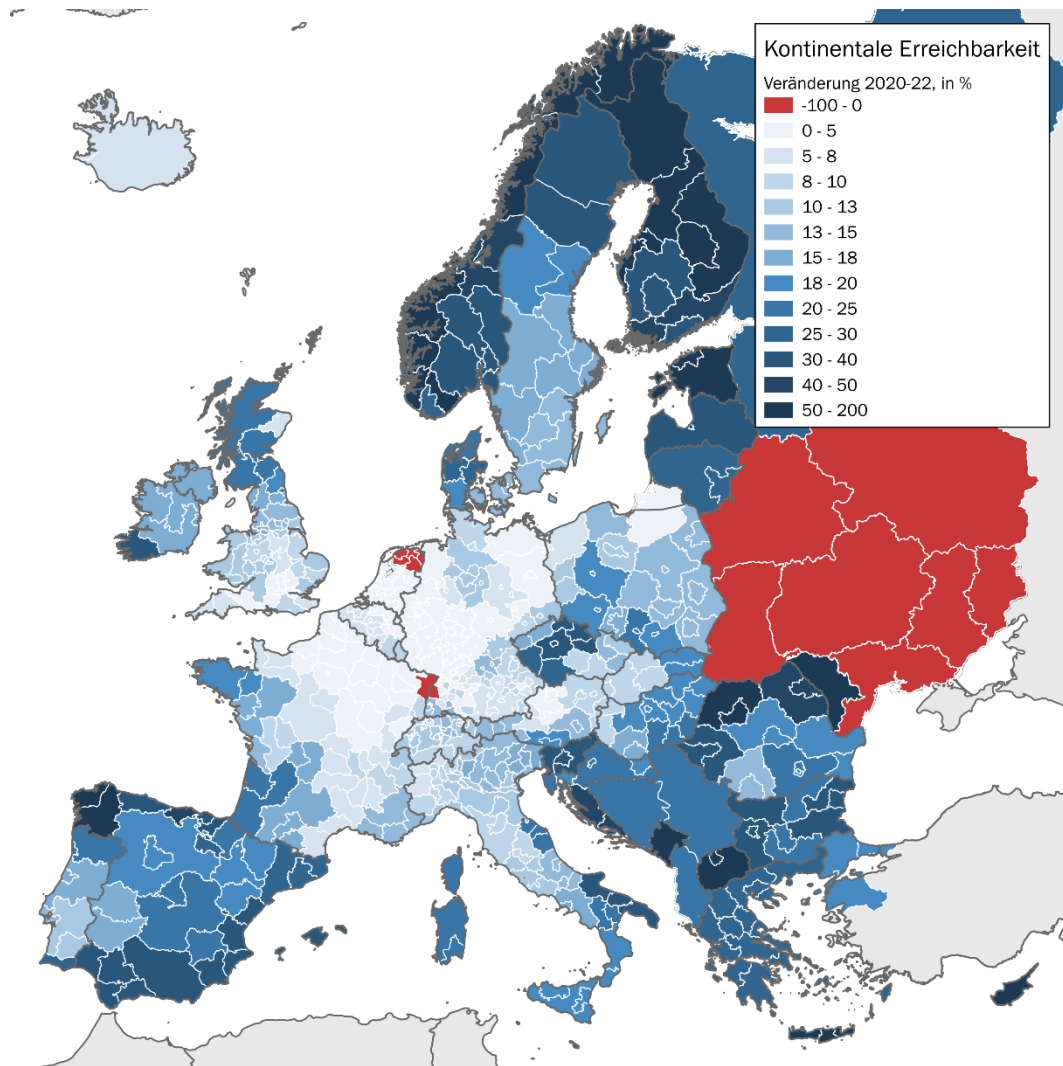 Kontinentale Erreichbarkeit
Veränderung 2020-22, in %
-100 - 0
0 - 5
5 - 8
8 - 10
10 - 13
13 - 15
15 - 18
18 - 20
20 - 25
25 - 30
30 - 40
40 - 50
50 - 200